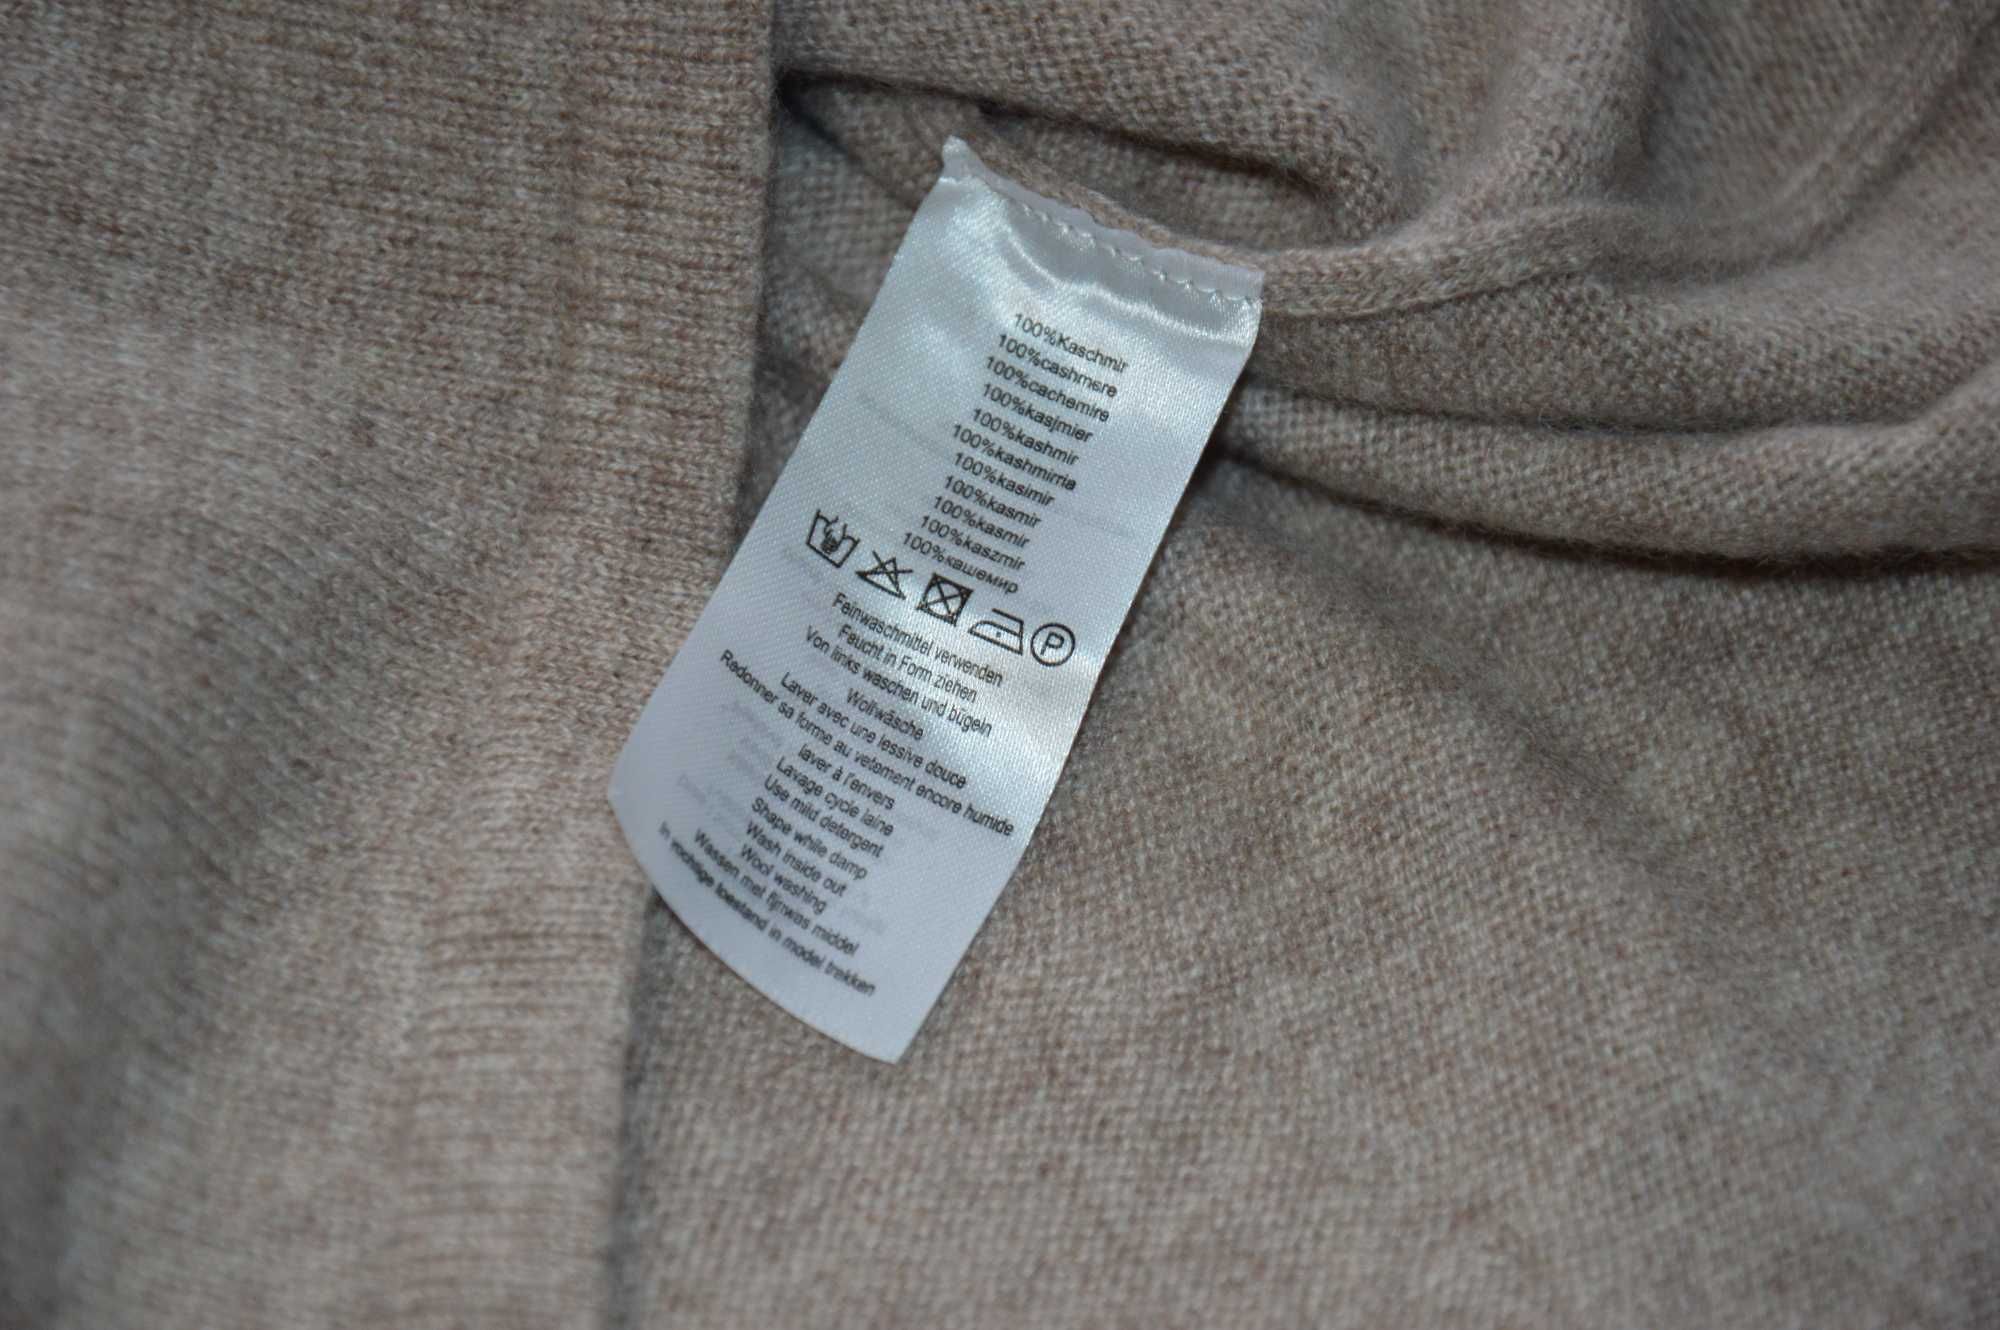 100%Kaschmir
100%cashmere
100%cachemire
100%kasjmier
100%kashmir
100%kashmirria
100%kasimir
100%kasmir
100%kasmir
100%kaszmir
100%кашемир
P
Feinwaschmittel verwenden
Feucht in Form ziehen
Von links waschen und bügeln
Wollwäsche
Laver avec une lessive douce
Redonner sa forme au vetement encore humide
laver à l'envers
Lavage cycle laine
Use mild detergent
Shape while damp
Wash inside out
Wool washing
Wassen met fijnwas middel
In vochtige toestand in model trekken